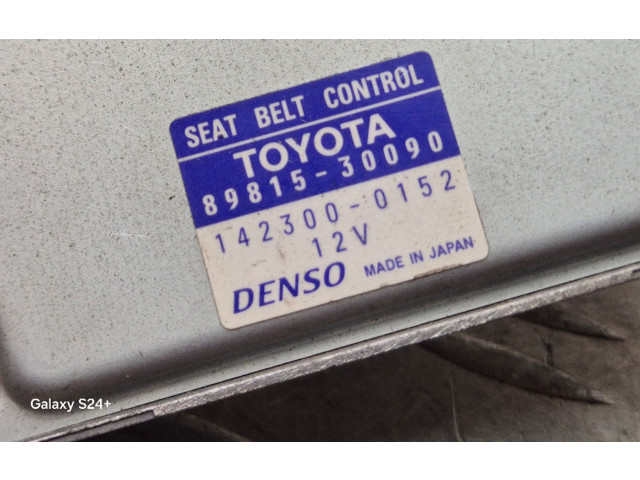 SEAT BELT CONTROL
TOYOTA
89815-30090
142300-0152
12V
DENSO MADE IN JAPAN
Galaxy S24+